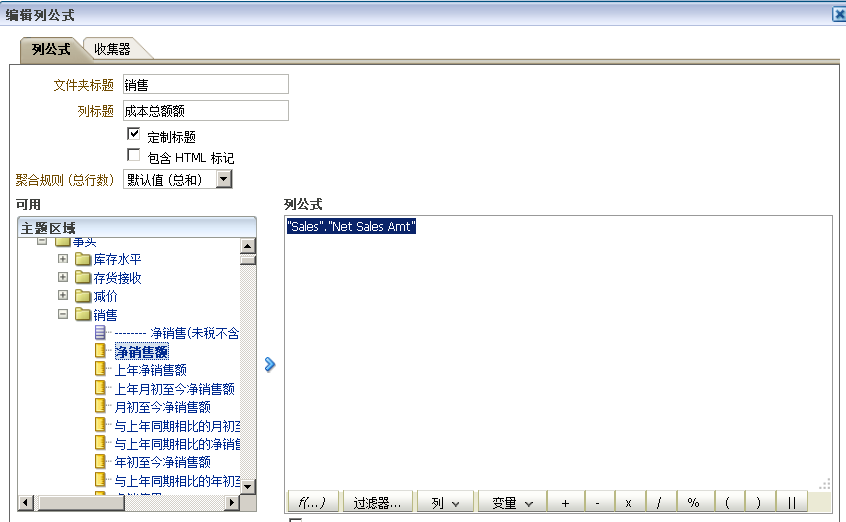 编辑列公式
列公式
收集器
文件夹标题 销售
列标题 成本总额额
定制标题
包含 HTML 标记
聚合规则 (总行数) 默认值 (总和)
可用
列公式
主题区域
"Sales"."Net Sales Amt"
事实
库存水平
存货接收
减价
销售
-------- 净销售(未税不含
净销售额
上年净销售额
上年月初至今净销售额
月初至今净销售额
与上年同期相比的月初至
与上年同期相比的净销售
年初至今净销售额
与上年同期相比的年初至
f(...) 过滤器... 列 变量 + - x / % ( ) ||